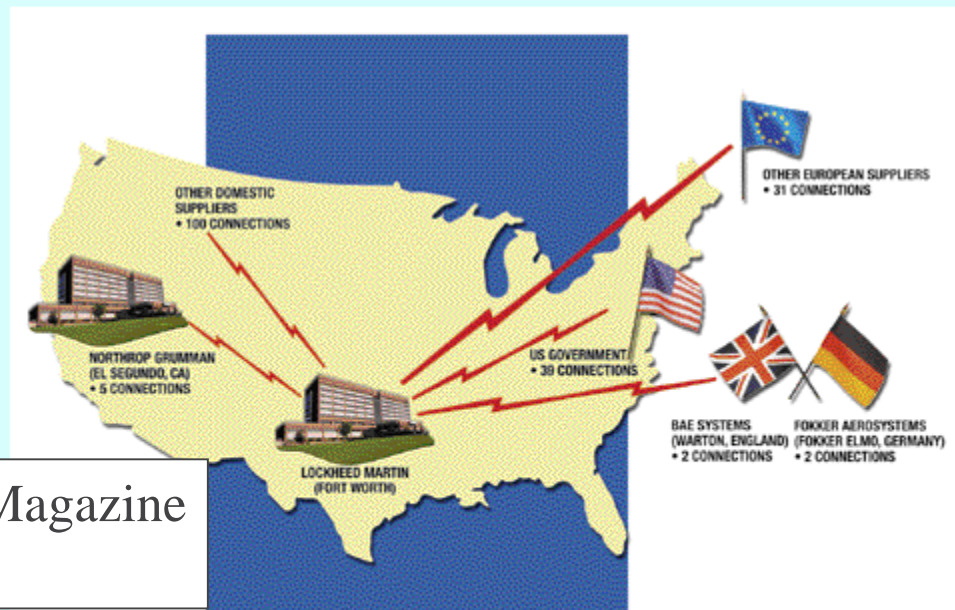 OTHER EUROPEAN SUPPLIERS
• 31 CONNECTIONS
OTHER DOMESTIC
SUPPLIERS
• 100 CONNECTIONS
NORTHROP GRUMMAN
(EL SEGUNDO, CA)
• 5 CONNECTIONS
US GOVERNMENT
• 39 CONNECTIONS
BAE SYSTEMS
(WARTON, ENGLAND)
• 2 CONNECTIONS
FOKKER AEROSYSTEMS
(FOKKER ELMO, GERMANY)
• 2 CONNECTIONS
LOCKHEED MARTIN
(FORT WORTH)
Magazine